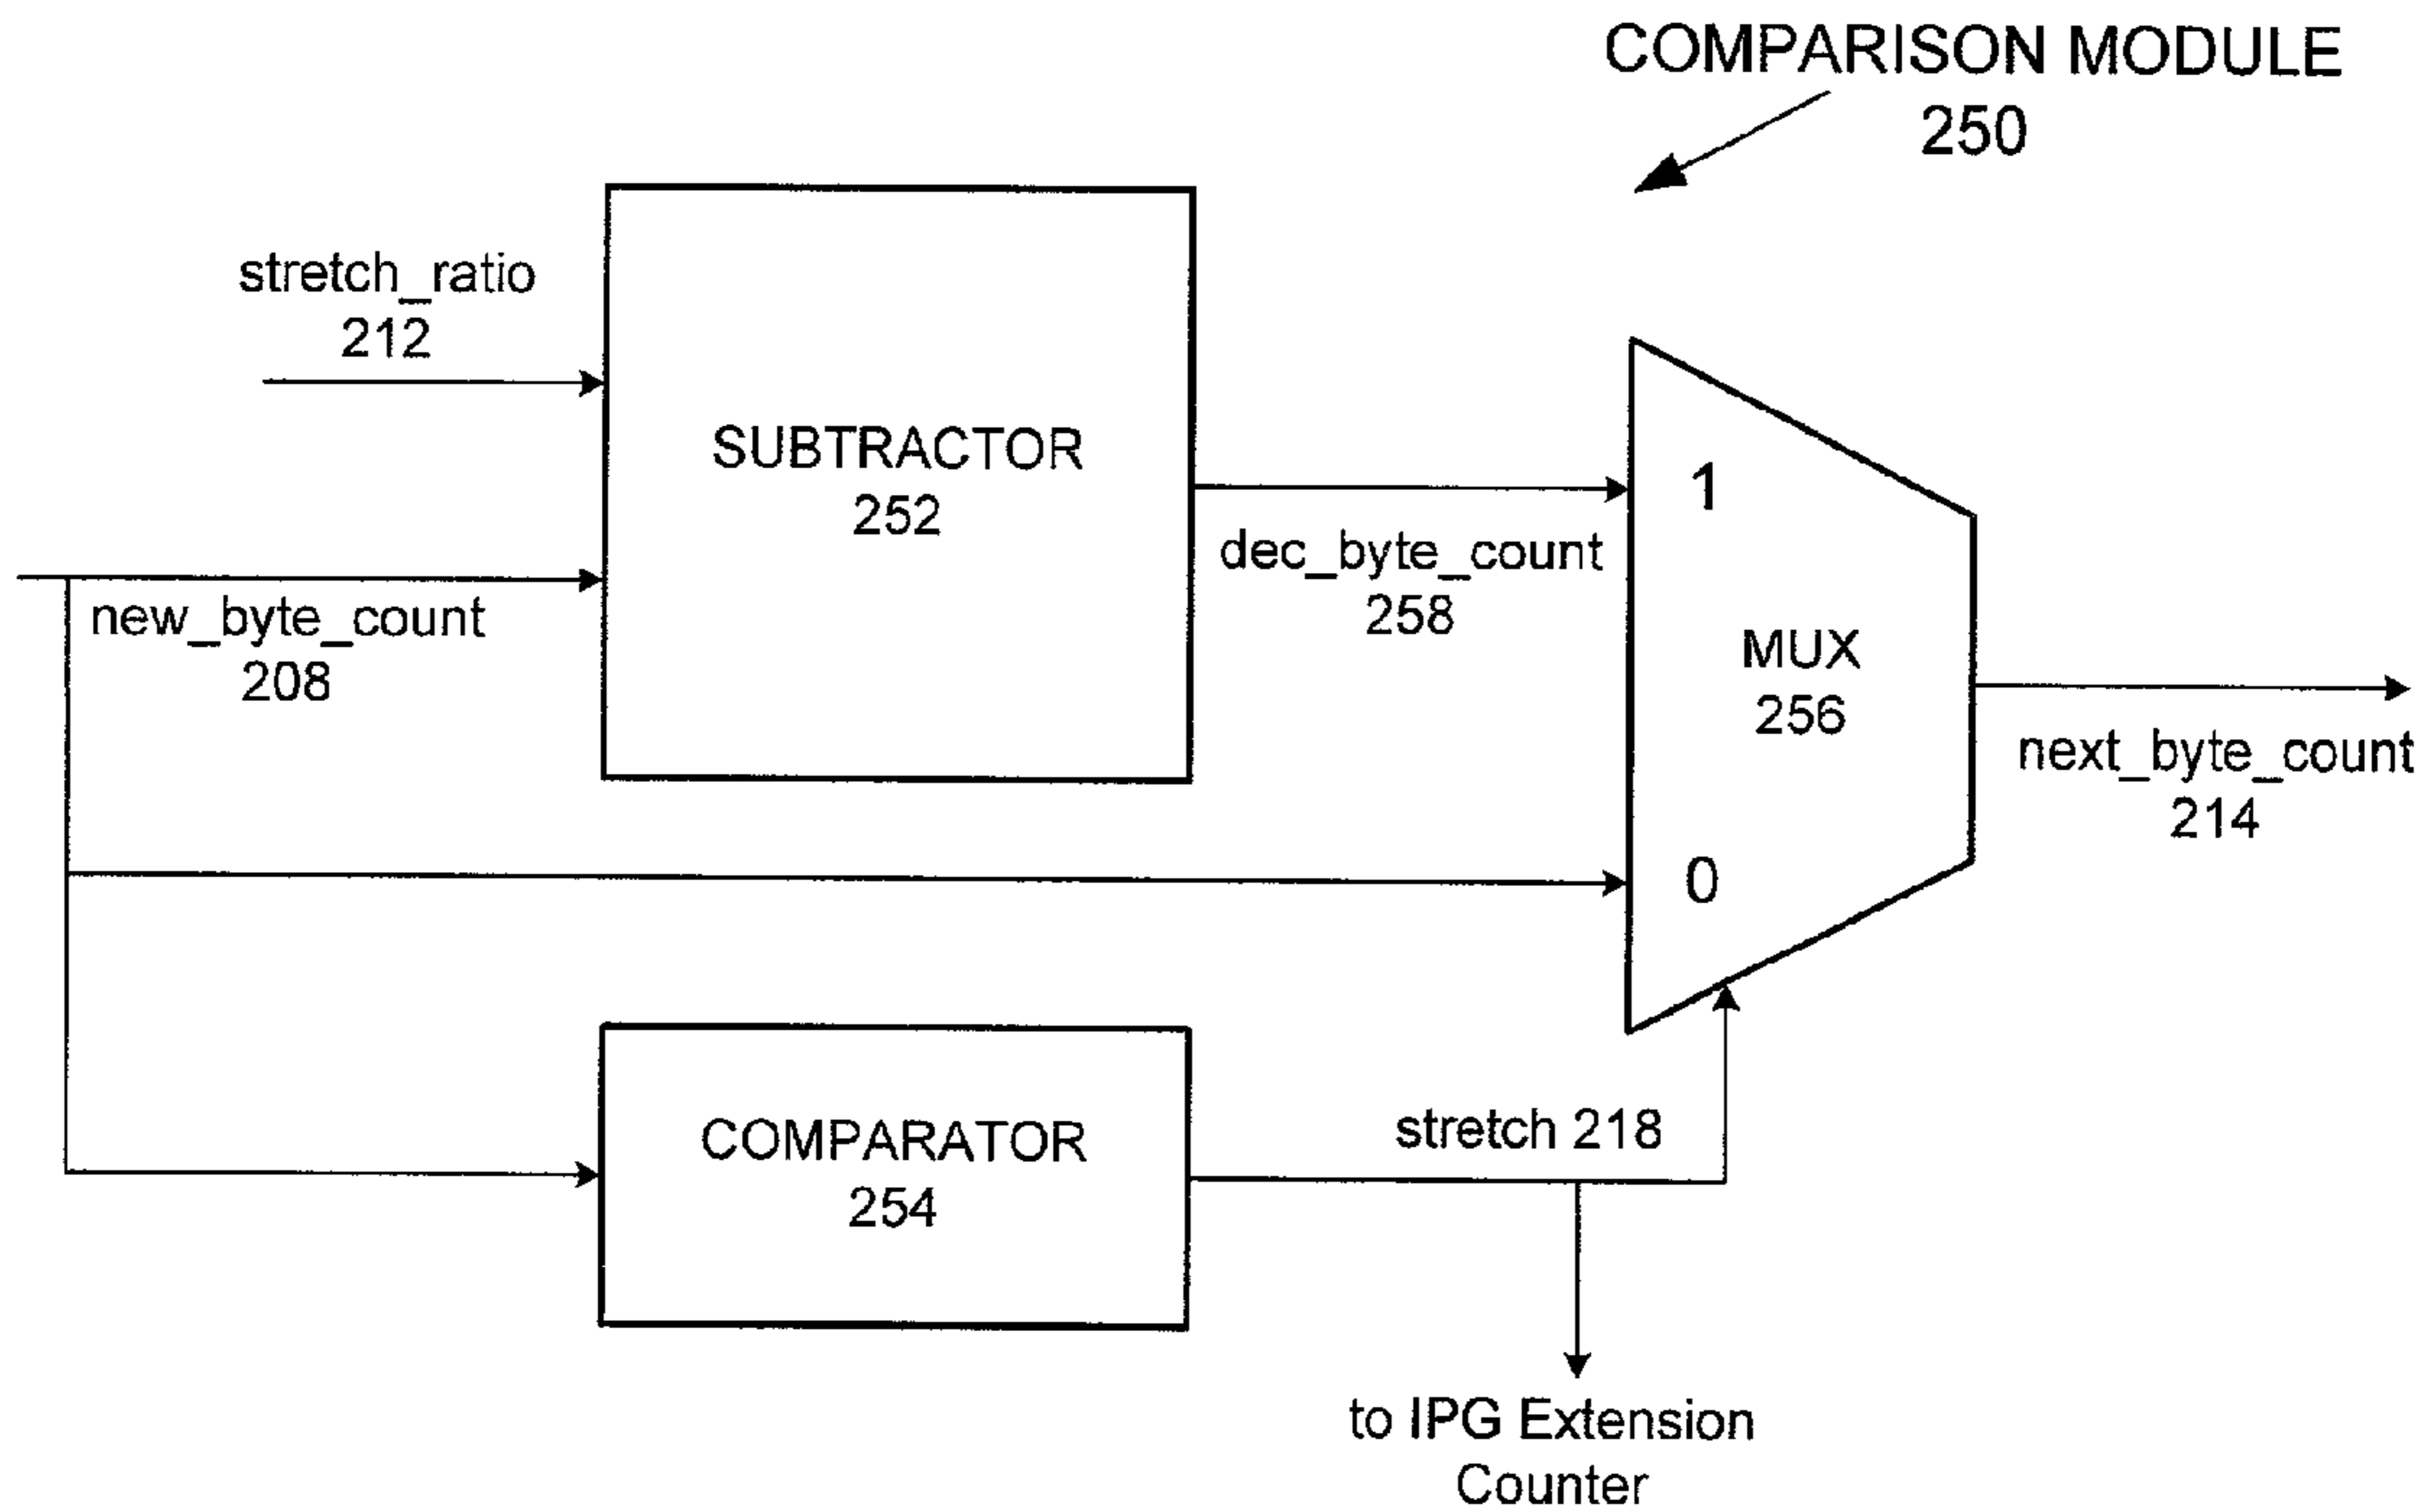 COMPARISON MODULE
250
stretch_ratio
212
SUBTRACTOR
252
1
dec_byte_count
258
new_byte_count
208
MUX
256
next_byte_count
214
0
COMPARATOR
254
stretch 218
to IPG Extension
Counter